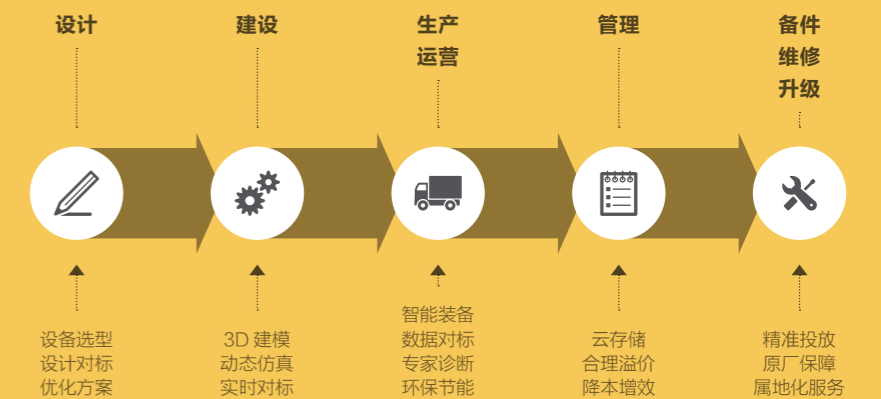 设计
建设
生产
运营
管理
备件
维修
升级
设备选型
设计对标
优化方案
3D 建模
动态仿真
实时对标
智能装备
数据对标
专家诊断
环保节能
云存储
合理溢价
降本增效
精准投放
原厂保障
属地化服务